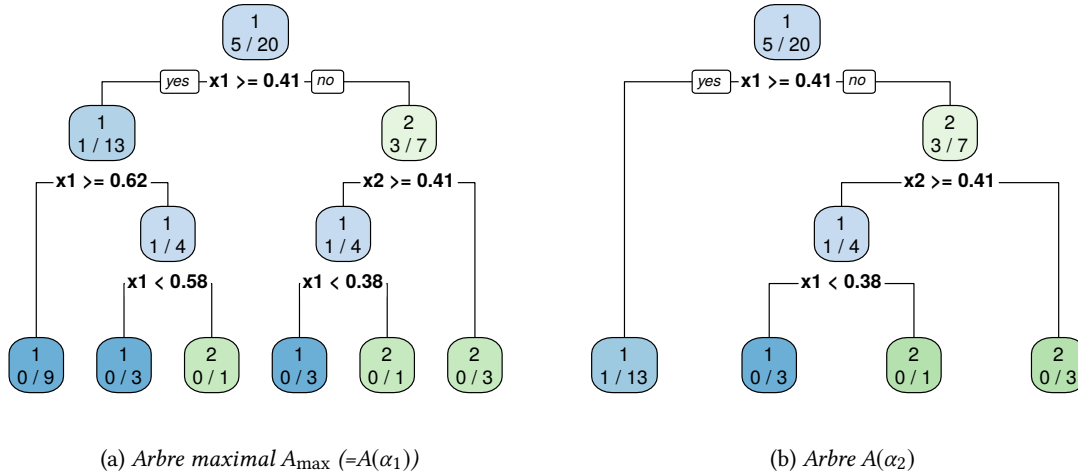 1
5 / 20
yes x1 >= 0.41 no
1
1 / 13
2
3 / 7
x1 >= 0.62
x2 >= 0.41
1
1 / 4
1
1 / 4
x1 < 0.58
x1 < 0.38
1
0 / 9
1
0 / 3
2
0 / 1
1
0 / 3
2
0 / 1
2
0 / 3
(a) Arbre maximal Amax (=A(α1))
1
5 / 20
yes x1 >= 0.41 no
2
3 / 7
x2 >= 0.41
1
1 / 4
x1 < 0.38
1
1 / 13
1
0 / 3
2
0 / 1
2
0 / 3
(b) Arbre A(α2)